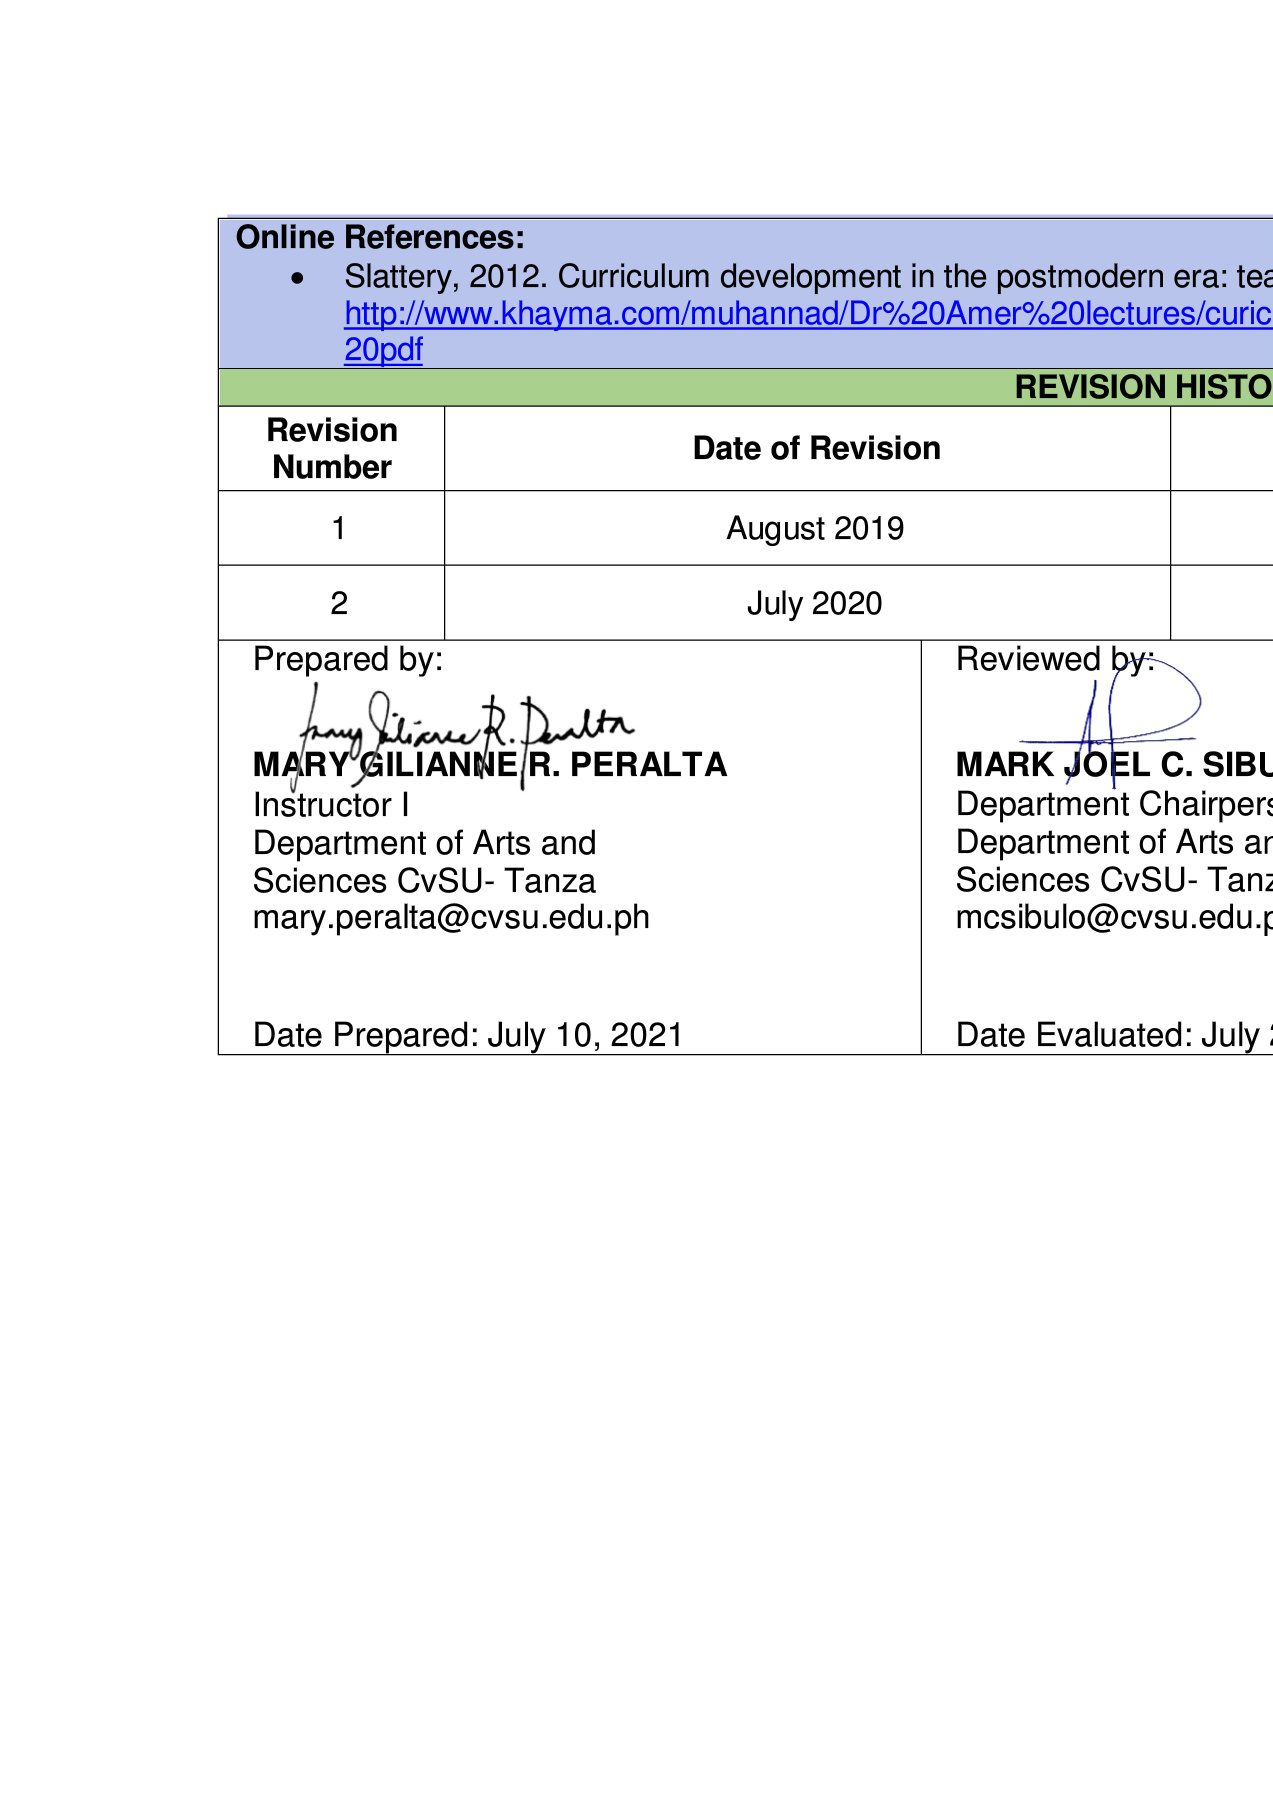 Online References:
• Slattery, 2012. Curriculum development in the postmodern era: tea
http://www.khayma.com/muhannad/Dr%20Amer%20lectures/curic
20pdf
REVISION HISTO
Revision
Number
Date of Revision
1
August 2019
2
July 2020
Prepared by:
Mary Gilianne R. Peralta
MARY GILIANNE R. PERALTA
Instructor I
Department of Arts and
Sciences CvSU- Tanza
mary.peralta@cvsu.edu.ph
Date Prepared: July 10, 2021
Reviewed by:
MARK JOEL C. SIBU
Department Chairpers
Department of Arts an
Sciences CvSU- Tanz
mcsibulo@cvsu.edu.p
Date Evaluated: July 2